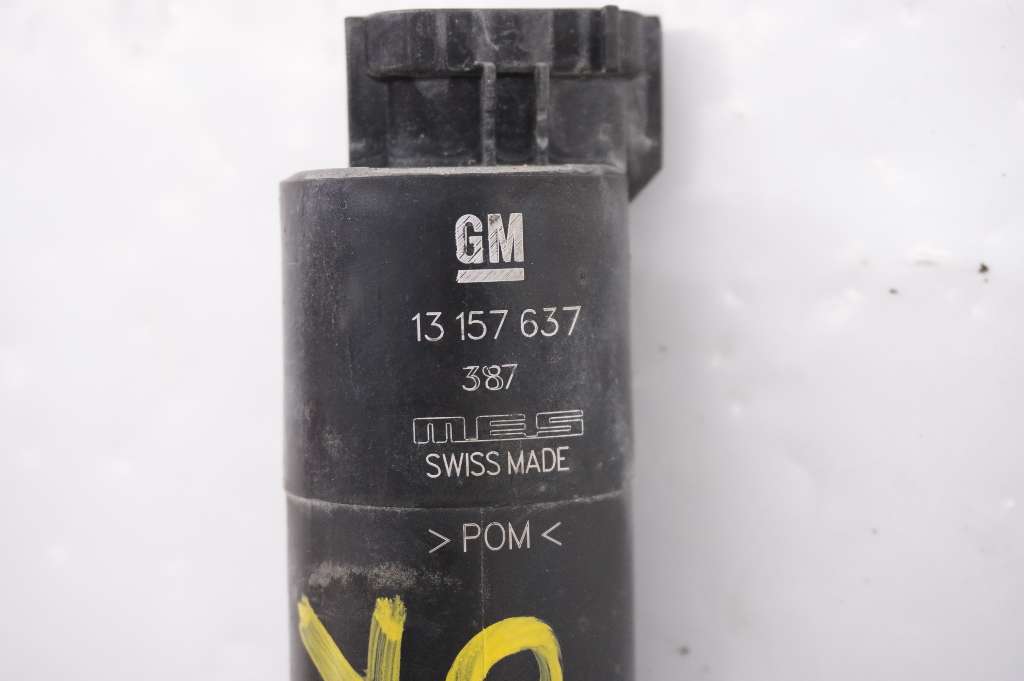 GM
13 157 637
387
MES
SWISS MADE
> POM <